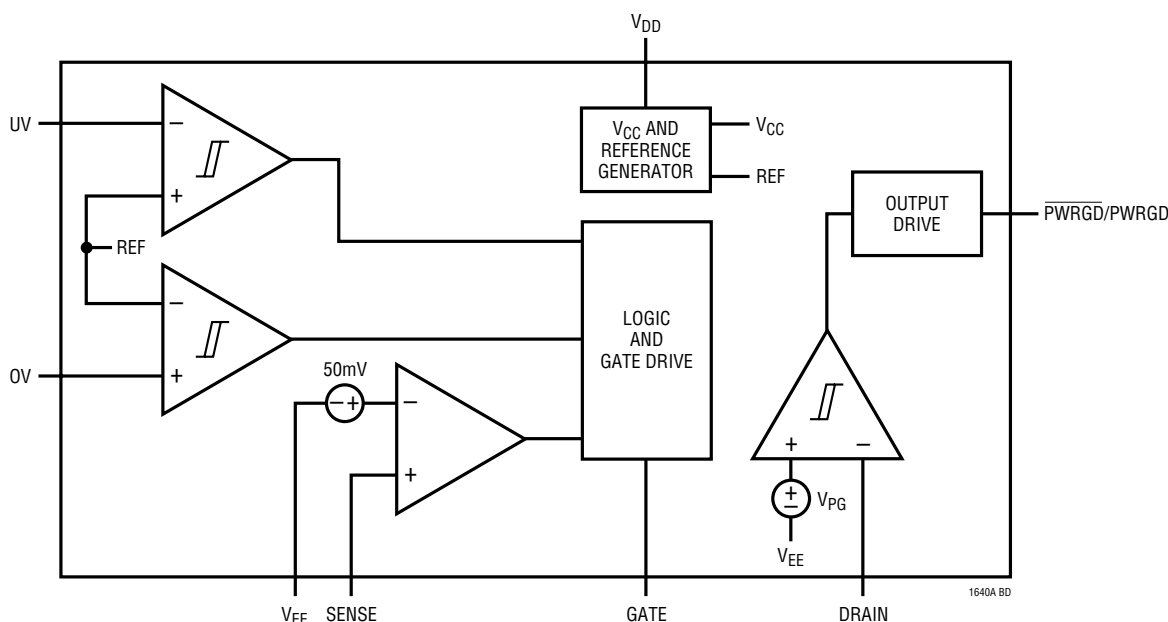 VDD
UV
−
+
REF
−
+
OV
VCC AND
REFERENCE
GENERATOR
VCC
REF
OUTPUT
DRIVE
PWRGD/PWRGD
LOGIC
AND
GATE DRIVE
50mV
− +
−
+
+ −
+
−
VPG
VEE
VEE
SENSE
GATE
DRAIN
1640A BD